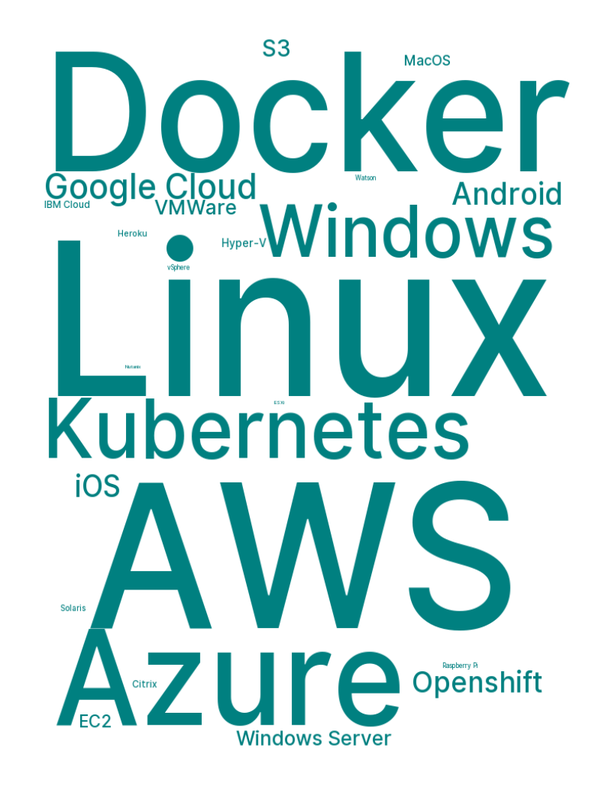 S3
MacOS
Docker
Watson
Google Cloud
Android
IBM Cloud
VMWare
Windows
Heroku
Hyper-V
vSphere
Linux
Kubernetes
iOS
AWS
Solaris
Azure
Raspberry Pi
Citrix
Openshift
EC2
Windows Server